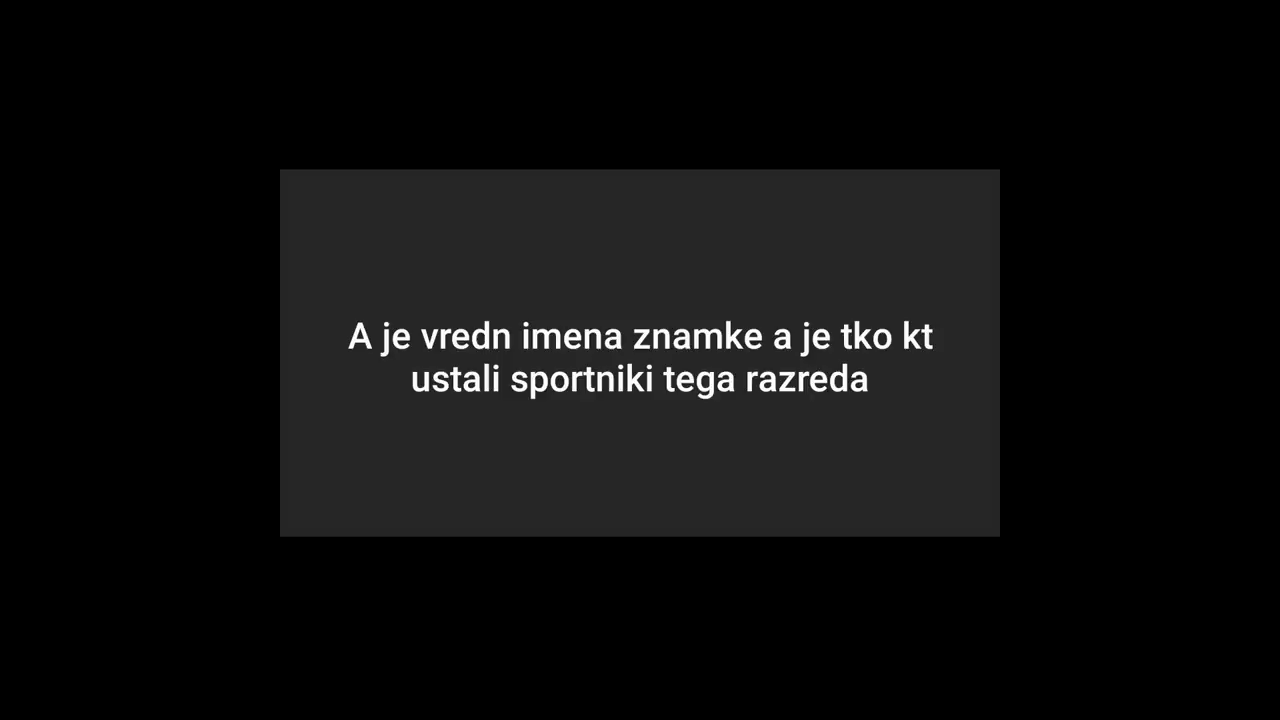 A je vredn imena znamke a je tko kt
ustali sportniki tega razreda